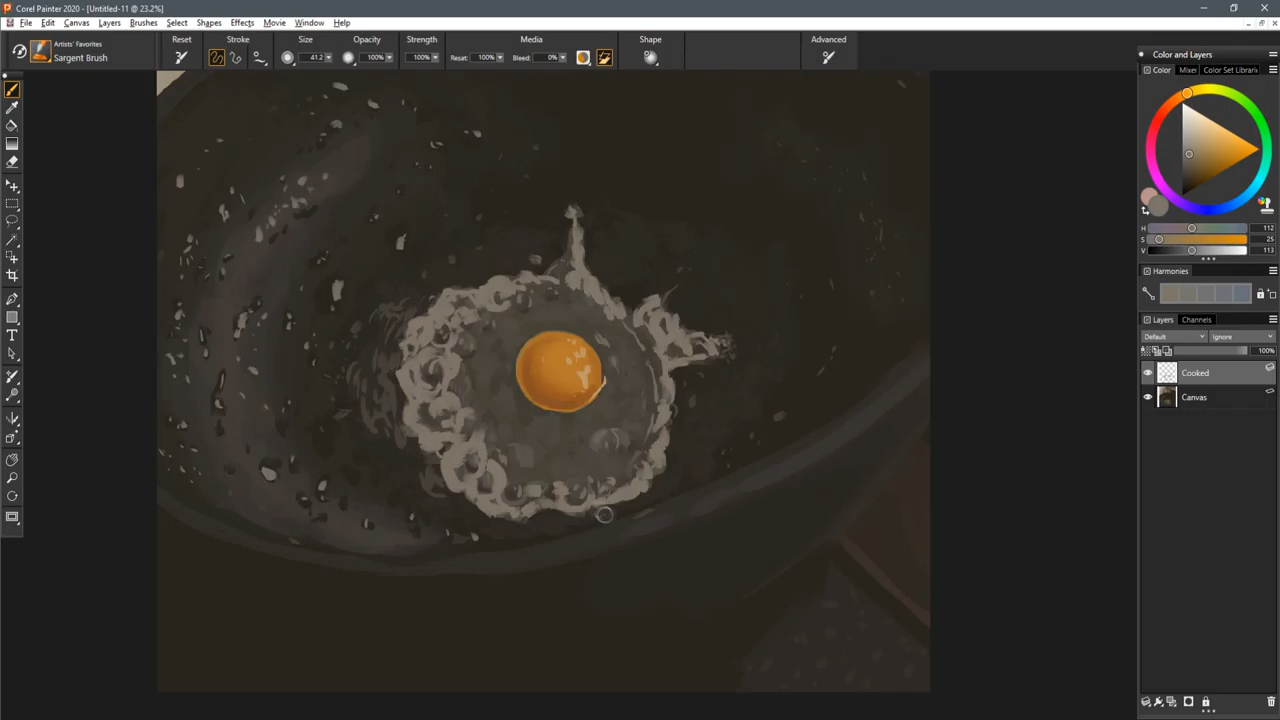 Corel Painter 2020 - [Untitled-11 @ 23.2%]
File Edit Canvas Layers Brushes Select Shapes Effects Movie Window Help
Artists' Favorites
Sargent Brush
Reset Stroke Size Opacity Strength Media Shape Advanced
41.2 100% 100% Reset: 100% Bleed: 0%
Color and Layers
Color Mixer Color Set Librarie
H 112
S 25
V 113
Harmonies
Layers Channels
Default Ignore
100%
Cooked
Canvas